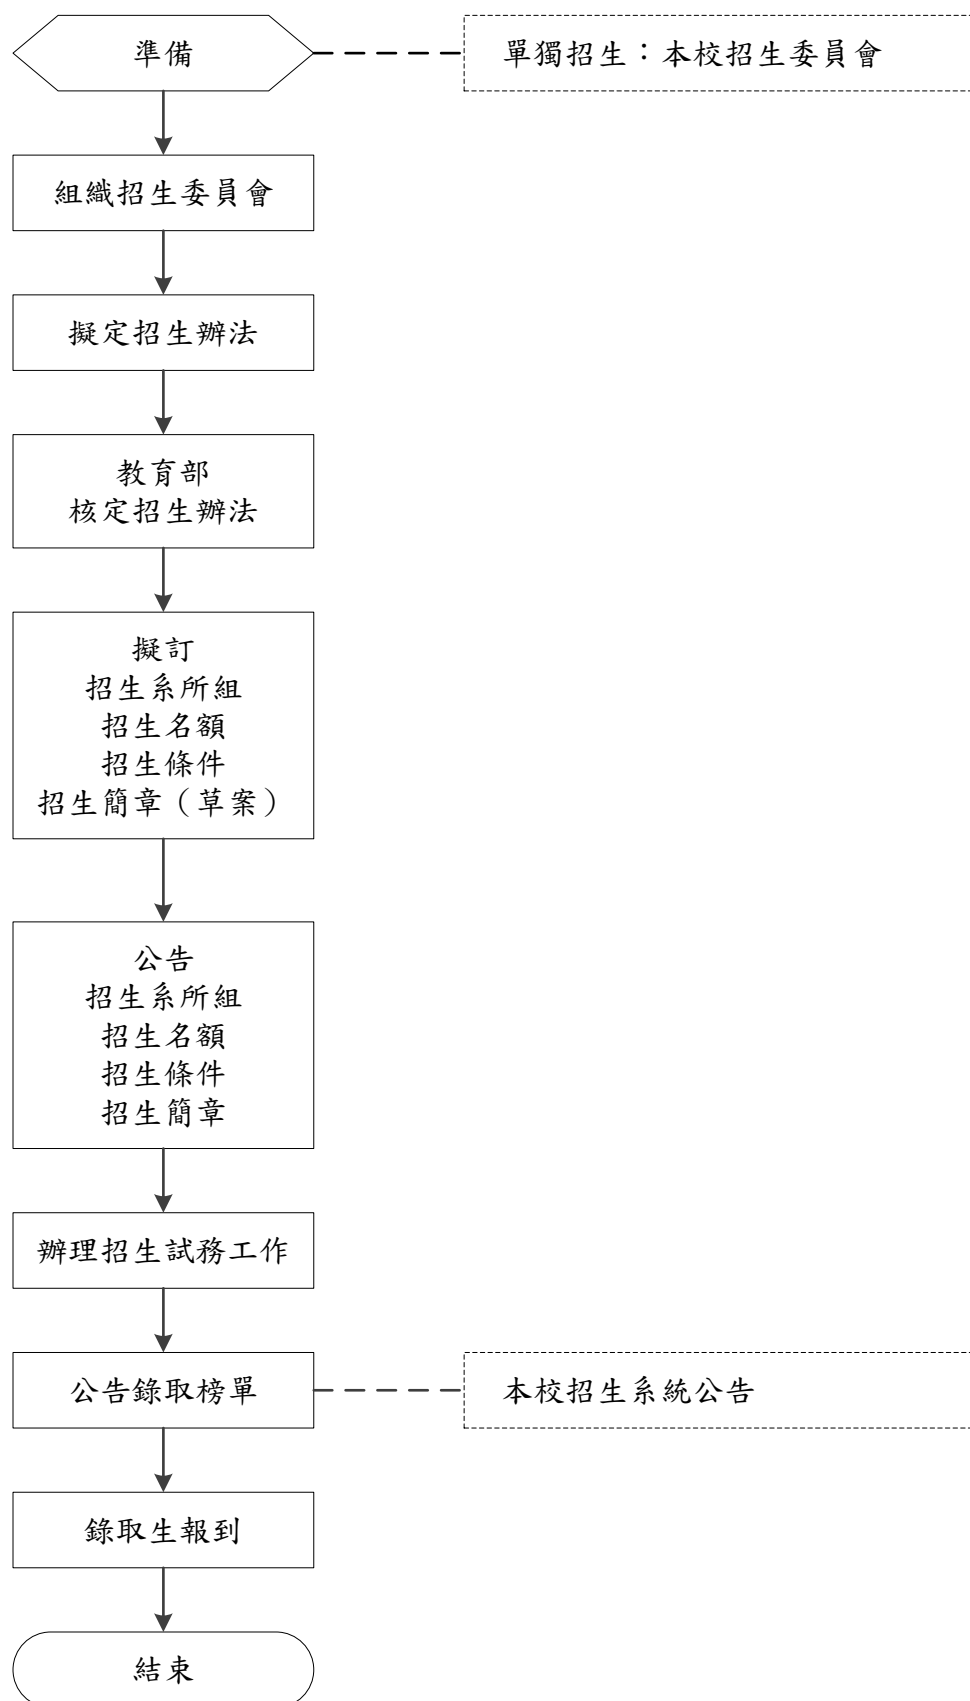 準備
單獨招生：本校招生委員會
組織招生委員會
擬定招生辦法
教育部
核定招生辦法
擬訂
招生系所組
招生名額
招生條件
招生簡章（草案）
公告
招生系所組
招生名額
招生條件
招生簡章
辦理招生試務工作
公告錄取榜單
本校招生系統公告
錄取生報到
結束